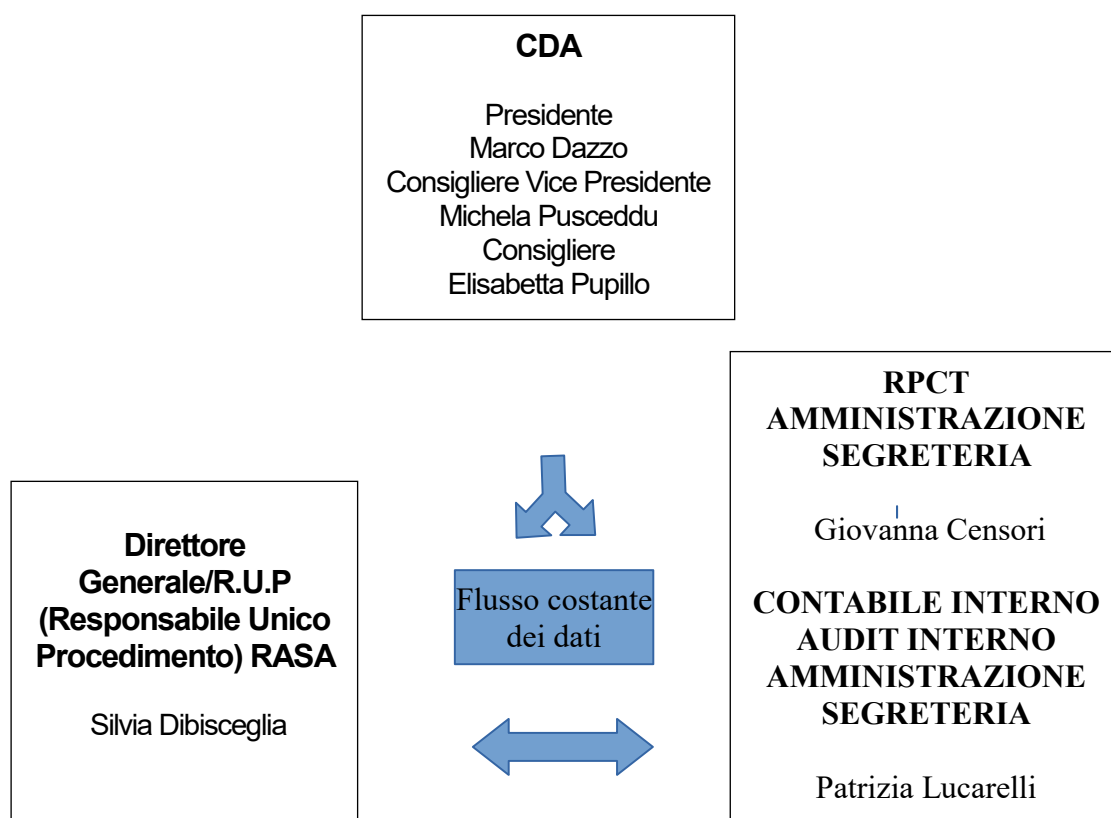 CDA
Presidente
Marco Dazzo
Consigliere Vice Presidente
Michela Pusceddu
Consigliere
Elisabetta Pupillo
Direttore
Generale/R.U.P
(Responsabile Unico
Procedimento) RASA
Silvia Dibisceglia
Flusso costante
dei dati
RPCT
AMMINISTRAZIONE
SEGRETERIA
Giovanna Censori
CONTABILE INTERNO
AUDIT INTERNO
AMMINISTRAZIONE
SEGRETERIA
Patrizia Lucarelli